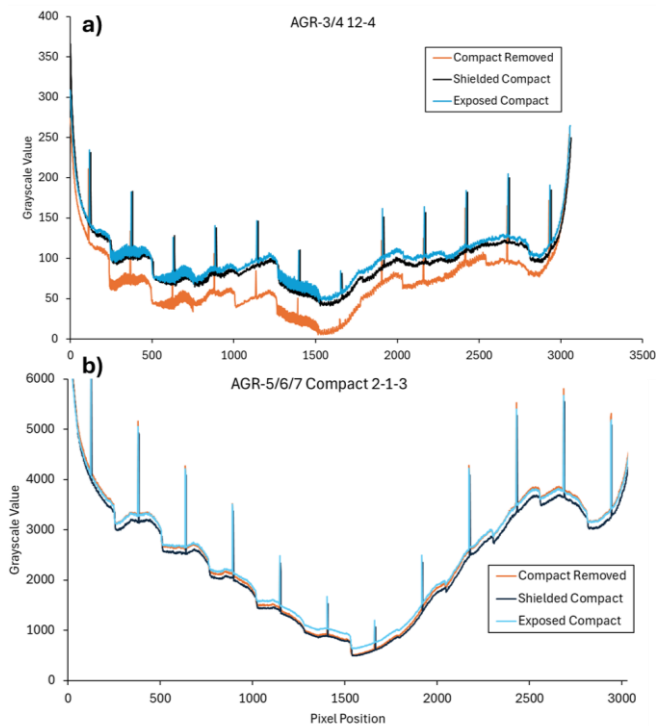 a)
AGR-3/4 12-4
400
350
300
250
200
150
100
50
0
Grayscale Value
Compact Removed
Shielded Compact
Exposed Compact
0 500 1000 1500 2000 2500 3000 3500
b)
AGR-5/6/7 Compact 2-1-3
6000
5000
4000
3000
2000
1000
0
Grayscale Value
Compact Removed
Shielded Compact
Exposed Compact
0 500 1000 1500 2000 2500 3000
Pixel Position